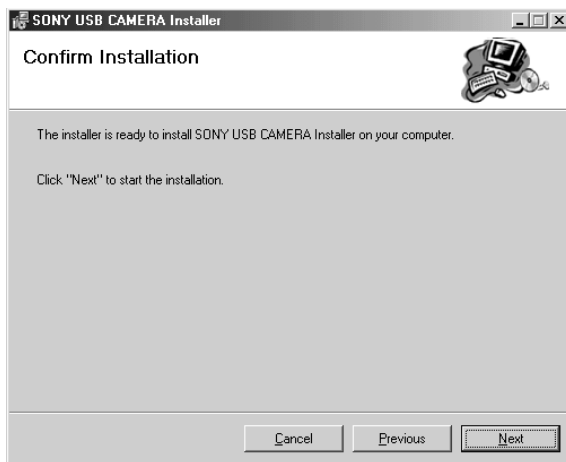 SONY USB CAMERA Installer
Confirm Installation
The installer is ready to install SONY USB CAMERA Installer on your computer.
Click "Next" to start the installation.
Cancel Previous Next